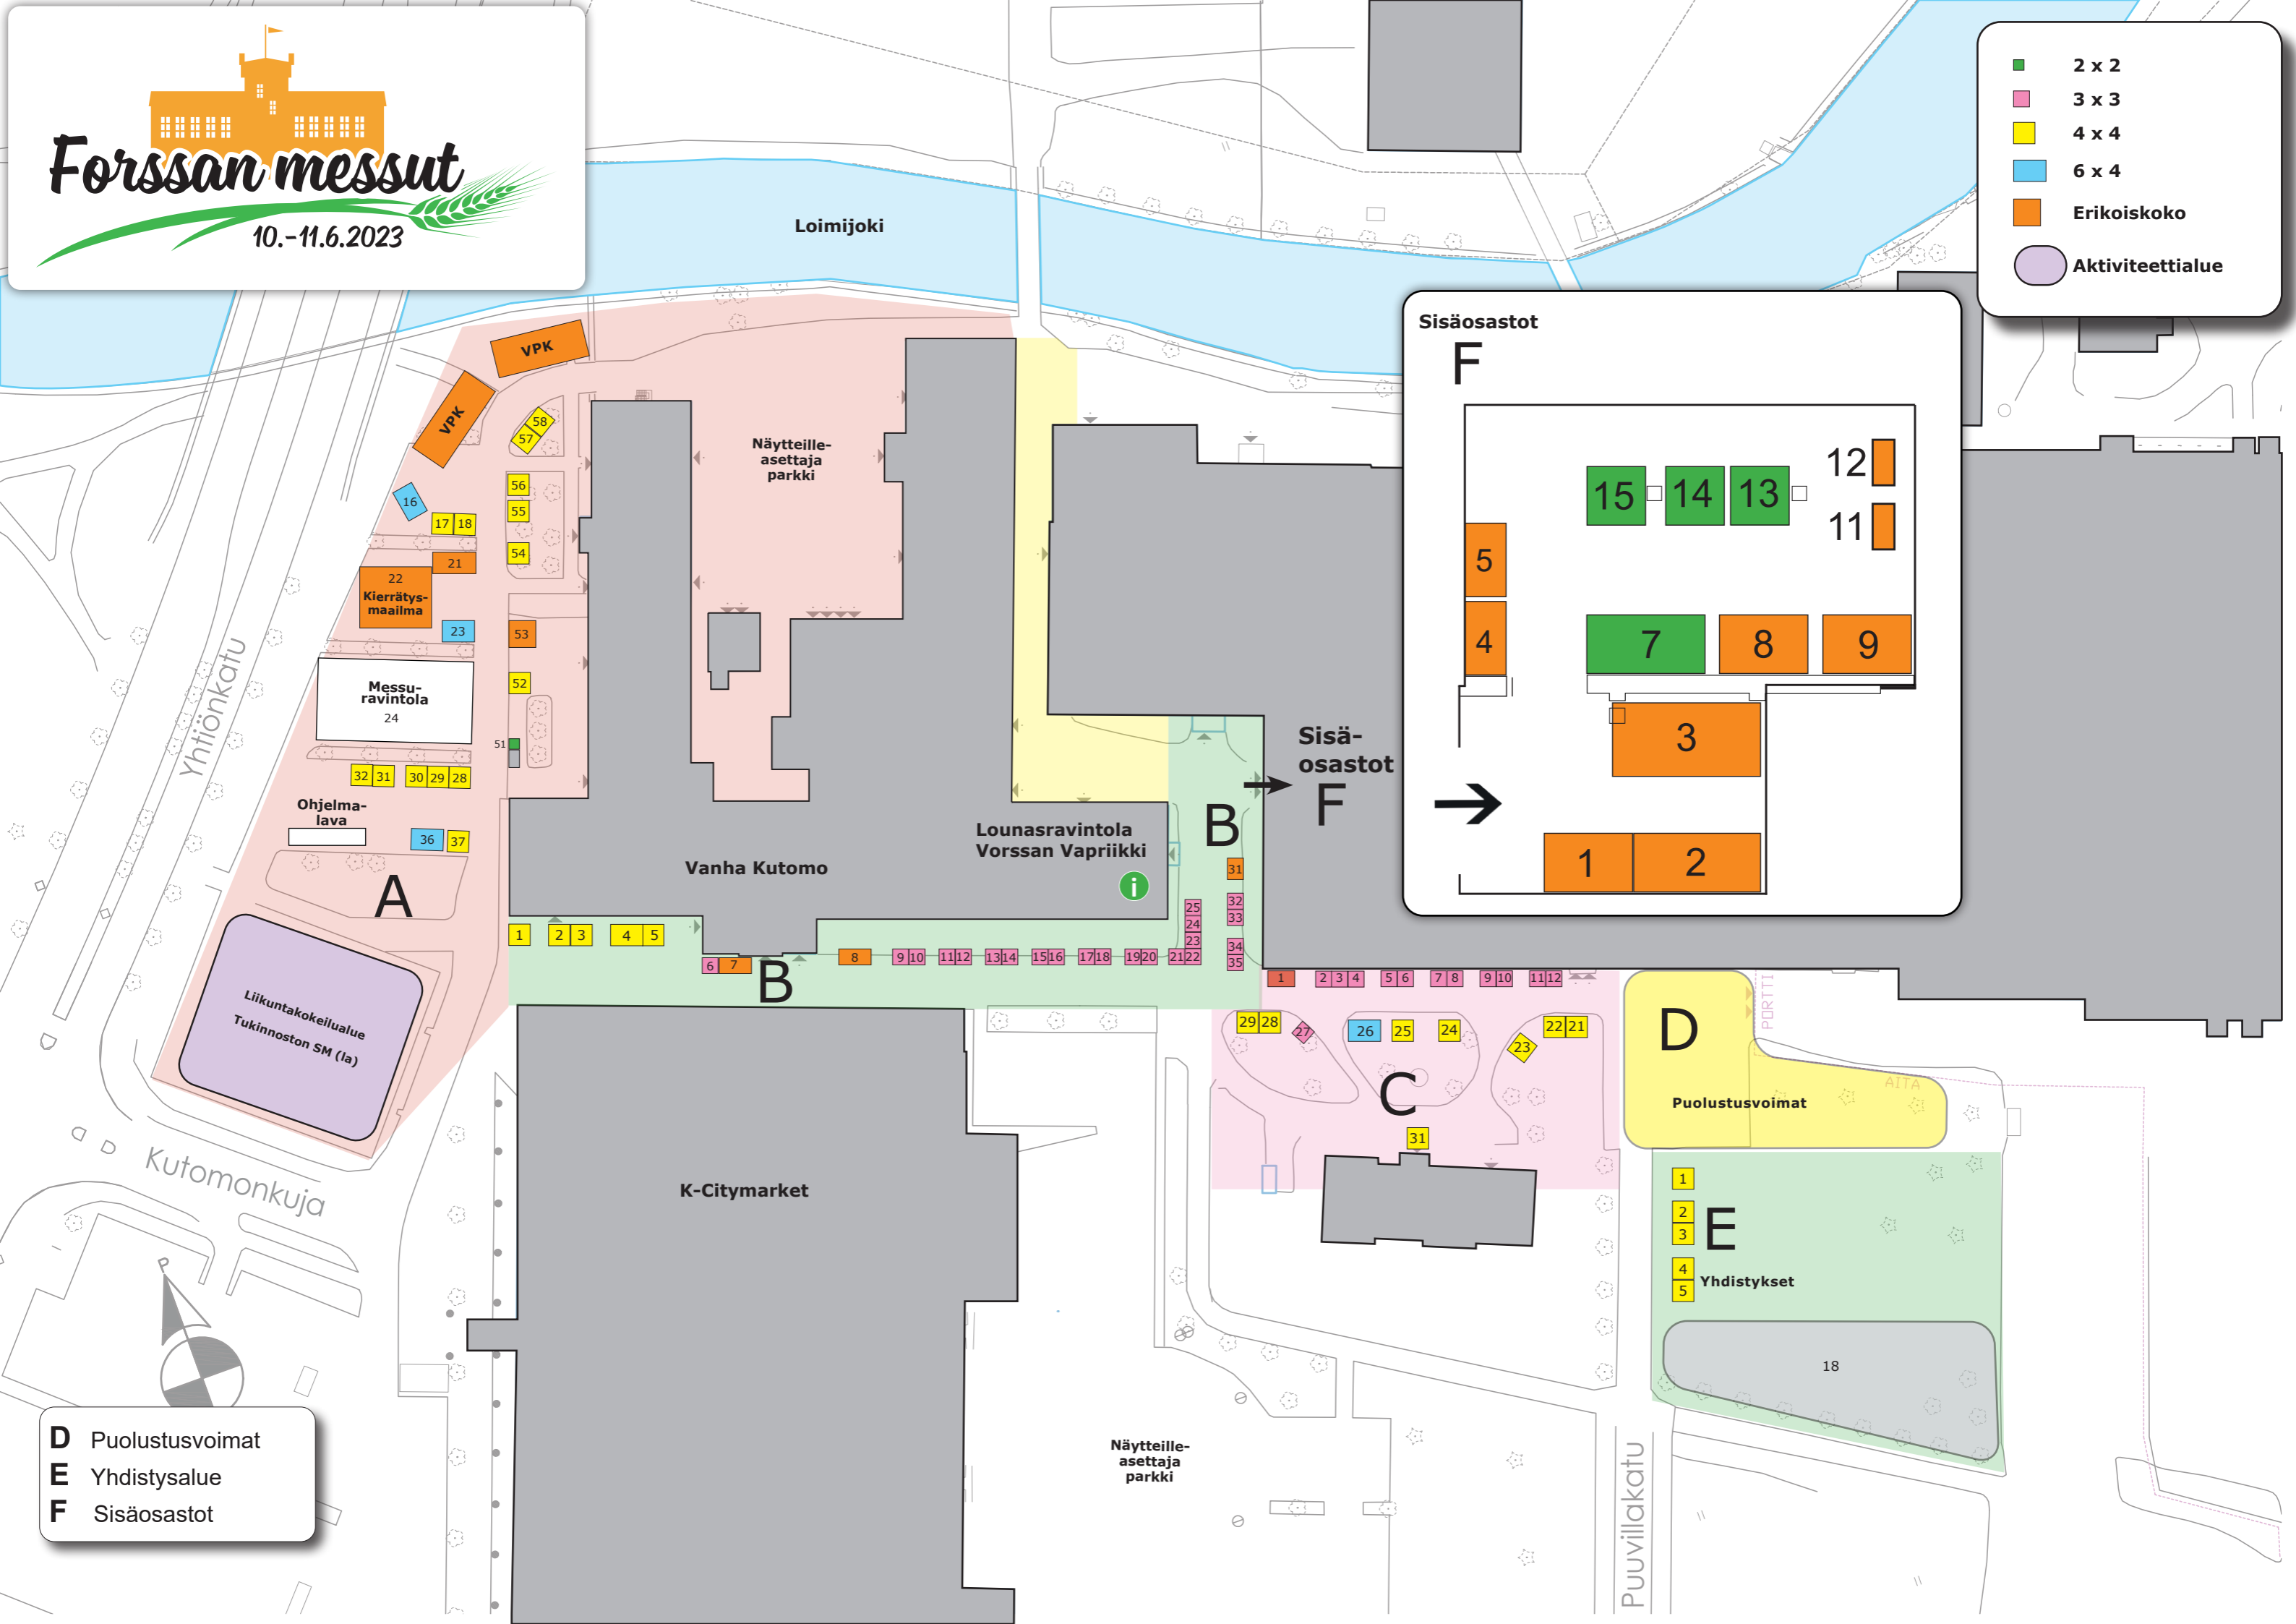 Forssan messut
10.-11.6.2023
2 x 2
3 x 3
4 x 4
6 x 4
Erikoiskoko
Aktiviteettialue
Loimijoki
Sisäosastot
F
12
15
14
13
11
5
4
7
8
9
3
1
2
VPK
VPK
58
57
56
55
54
16
17
18
21
22
Kierrätys-
maailma
23
53
Messu-
ravintola
24
52
51
32
31
30
29
28
Ohjelma-
lava
36
37
A
Näytteille-
asettaja
parkki
Yhtiönkatu
Vanha Kutomo
Lounasravintola
Vorssan Vapriikki
i
Sisä-
osastot
F
B
31
32
33
34
35
25
24
23
21
22
1
2
3
4
5
6
7
B
8
9
10
11
12
13
14
15
16
17
18
19
20
Liikuntakokeilualue
Tukinnoston SM (la)
1
2
3
4
5
6
7
8
9
10
11
12
29
28
27
26
25
24
23
22
21
C
31
D
PORTTI
AITA
Puolustusvoimat
1
2
3
E
4
5
Yhdistykset
18
Kutomonkuja
K-Citymarket
P
Näytteille-
asettaja
parkki
Puuvillakatu
D Puolustusvoimat
E Yhdistysalue
F Sisäosastot